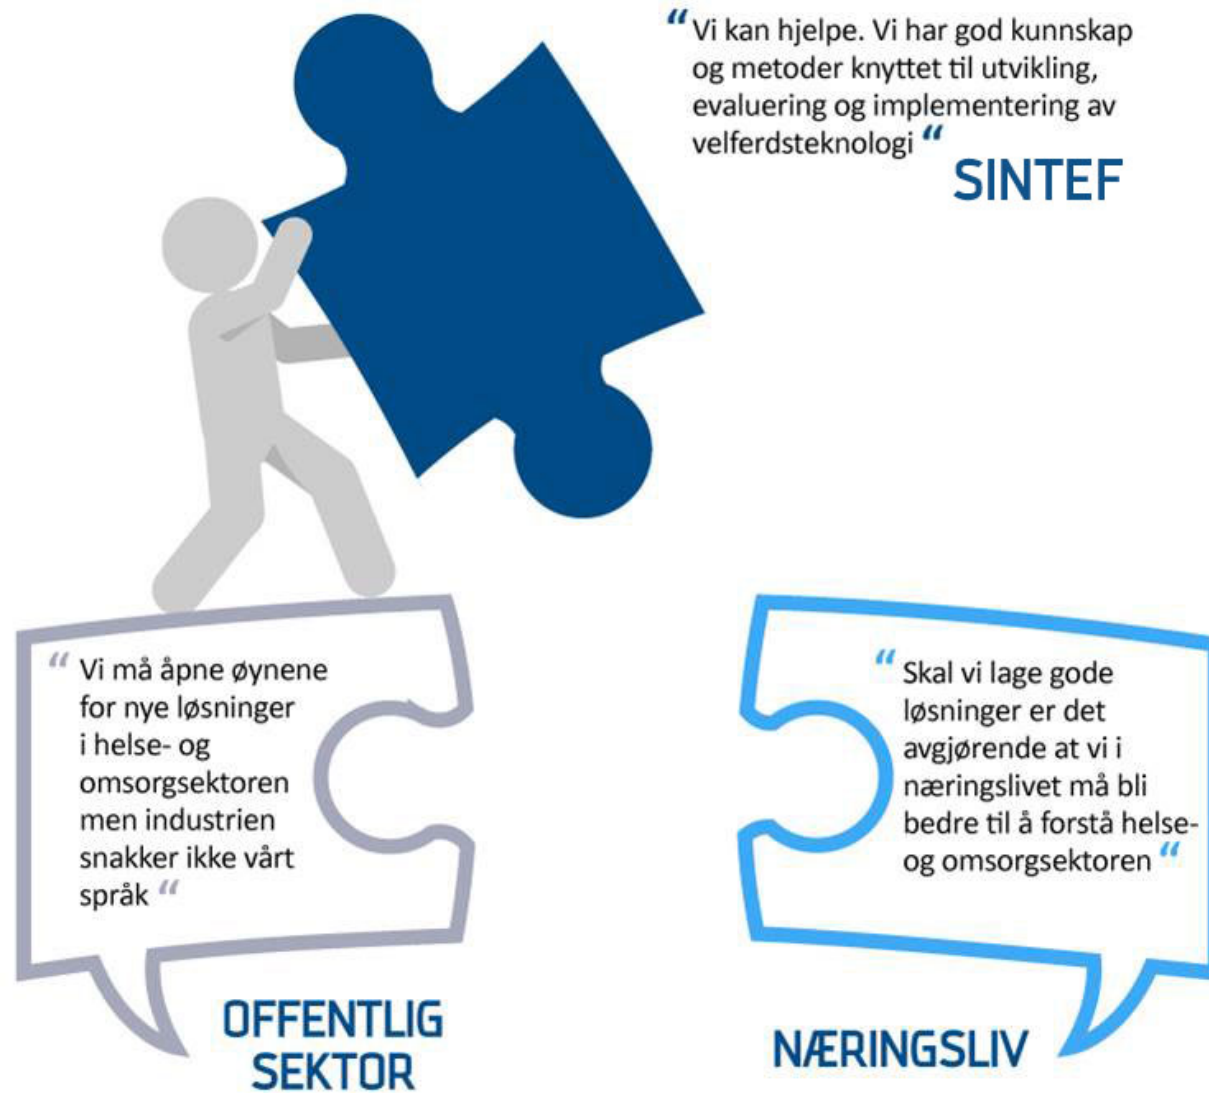 “ Vi kan hjelpe. Vi har god kunnskap
og metoder knyttet til utvikling,
evaluering og implementering av
velferdsteknologi “
SINTEF
“ Vi må åpne øynene
for nye løsninger
i helse- og
omsorgsektoren
men industrien
snakker ikke vårt
språk “
OFFENTLIG
SEKTOR
“ Skal vi lage gode
løsninger er det
avgjørende at vi i
næringslivet må bli
bedre til å forstå helse-
og omsorgsektoren “
NÆRINGSLIV